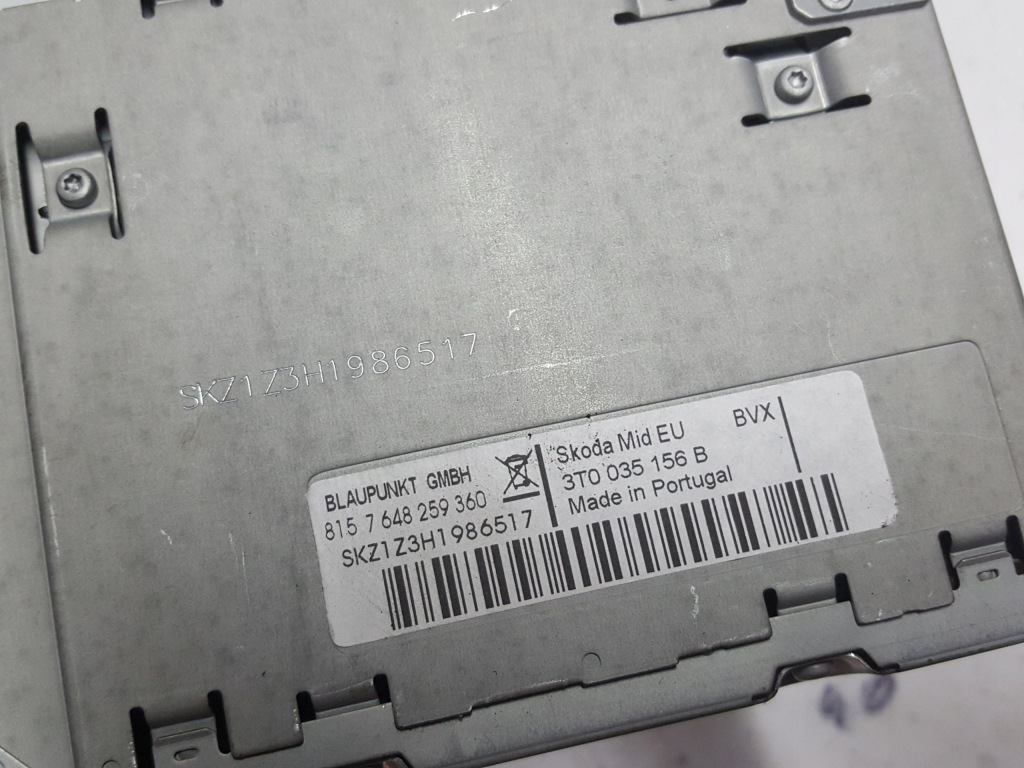 SKZ1Z3H1986517
BLAUPUNKT GMBH
815 7 648 259 360
SKZ1Z3H1986517
Skoda Mid EU
BVX
3T0 035 156 B
Made in Portugal